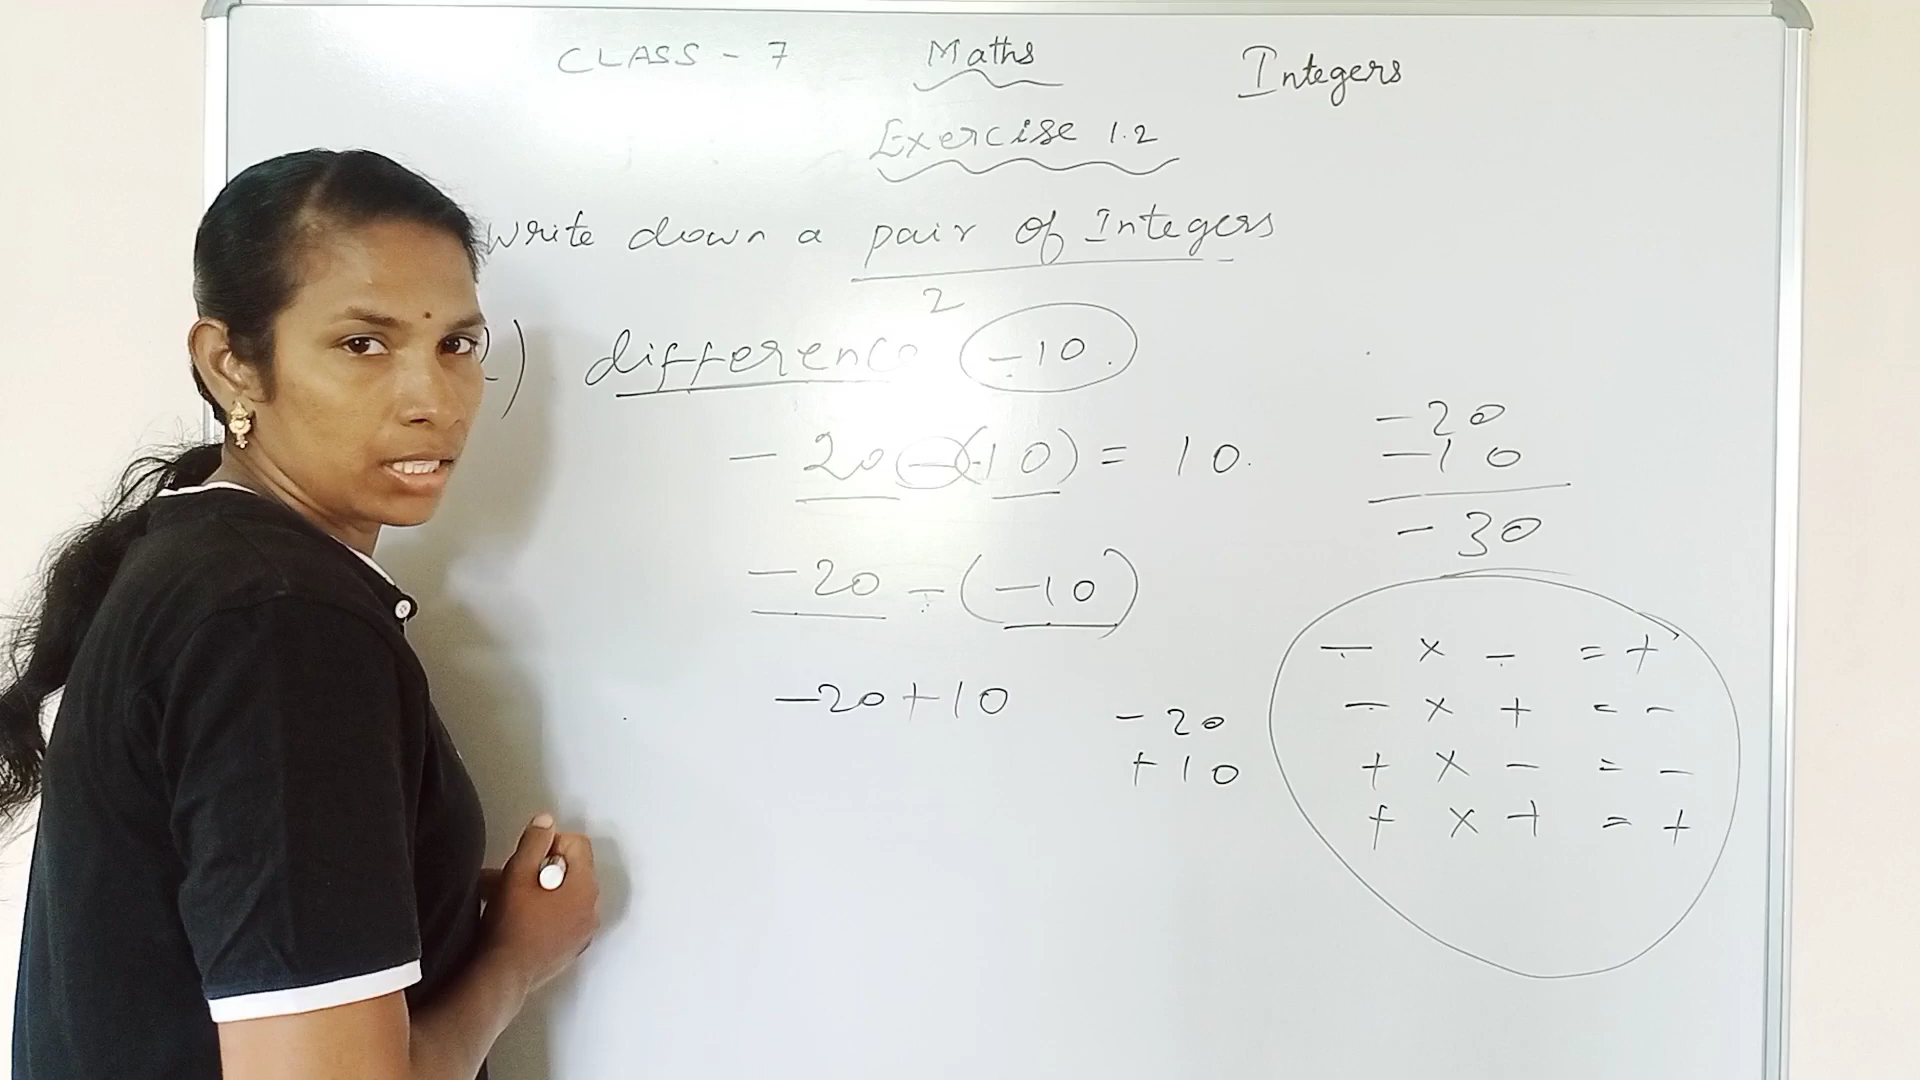 CLASS - 7 Maths Integers
Exercise 1.2
Write down a pair of Integers
2
difference -10.
- 20 - (-10) = 10.
-20 - (-10)
-20 + 10
-20
+10
-20
-10
-30
- × - = +
- × + = -
+ × - = -
+ × + = +